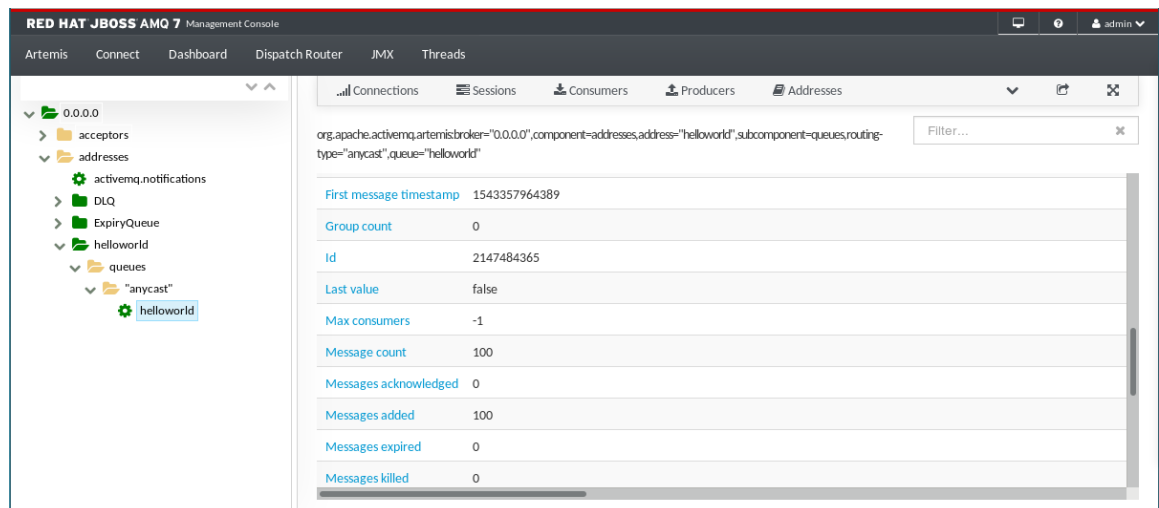 RED HAT JBOSS AMQ 7 Management Console
admin
Artemis Connect Dashboard Dispatch Router JMX Threads
Connections Sessions Consumers Producers Addresses
0.0.0.0
acceptors
addresses
activemq.notifications
DLQ
ExpiryQueue
helloworld
queues
"anycast"
helloworld
org.apache.activemq.artemis:broker="0.0.0.0",component=addresses,address="helloworld",subcomponent=queues,routing-
type="anycast",queue="helloworld"
Filter...
First message timestamp 1543357964389
Group count 0
Id 2147484365
Last value false
Max consumers -1
Message count 100
Messages acknowledged 0
Messages added 100
Messages expired 0
Messages killed 0